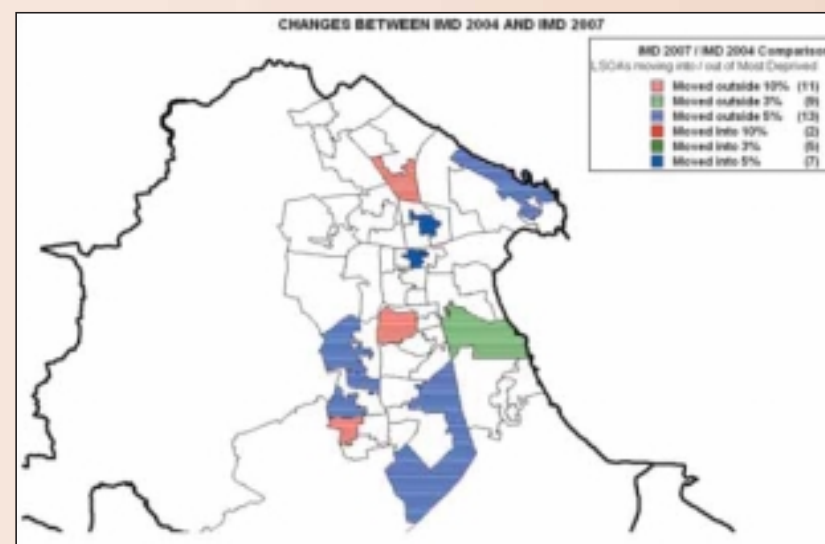 CHANGES BETWEEN IMD 2004 AND IMD 2007
IMD 2007 / IMD 2004 Comparison
LSOAs moving into / out of Most Deprived
Moved outside 10% (11)
Moved outside 3% (9)
Moved outside 5% (13)
Moved into 10% (2)
Moved into 3% (5)
Moved into 5% (7)